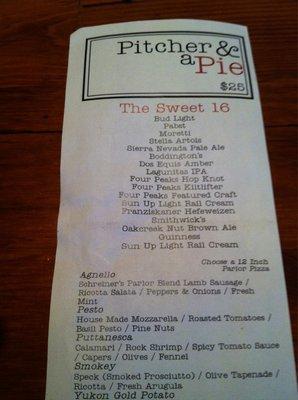 Pitcher &
a Pie
$25
The Sweet 16
Bud Light
Pabst
Moretti
Stella Artois
Sierra Nevada Pale Ale
Boddington's
Dos Equis Amber
Lagunitas IPA
Four Peaks Hop Knot
Four Peaks Kiltlifter
Four Peaks Featured Craft
Sun Up Light Rail Cream
Franziskaner Hefeweizen
Smithwick's
Oakcreek Nut Brown Ale
Guinness
Sun Up Light Rail Cream
Choose a 12 Inch
Parlor Pizza
Agnello
Schreiner's Parlor Blend Lamb Sausage /
Ricotta Salata / Peppers & Onions / Fresh
Mint
Pesto
House Made Mozzarella / Roasted Tomatoes /
Basil Pesto / Pine Nuts
Puttanesca
Calamari / Rock Shrimp / Spicy Tomato Sauce
/ Capers / Olives / Fennel
Smokey
Speck (Smoked Prosciutto) / Olive Tapenade /
Ricotta / Fresh Arugula
Yukon Gold Potato